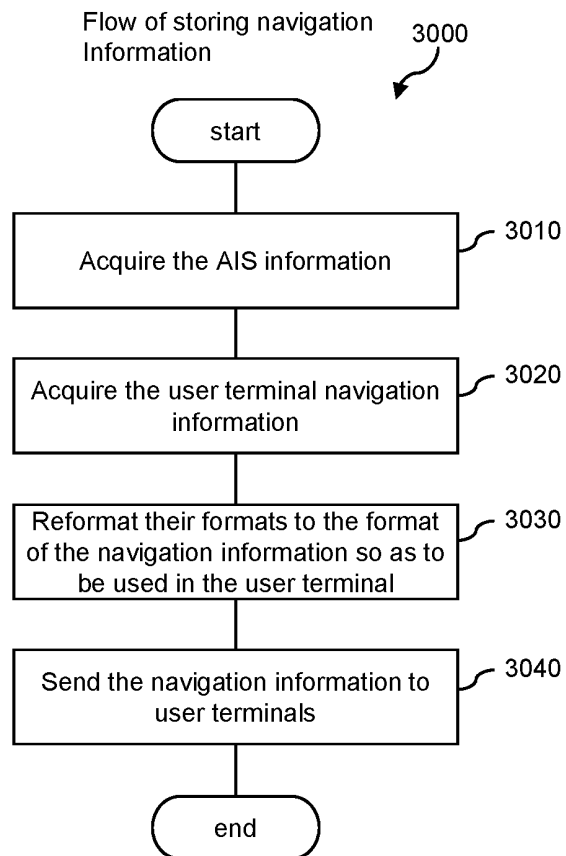 Flow of storing navigation
Information
3000
start
3010
Acquire the AIS information
3020
Acquire the user terminal navigation
information
3030
Reformat their formats to the format
of the navigation information so as to
be used in the user terminal
3040
Send the navigation information to
user terminals
end